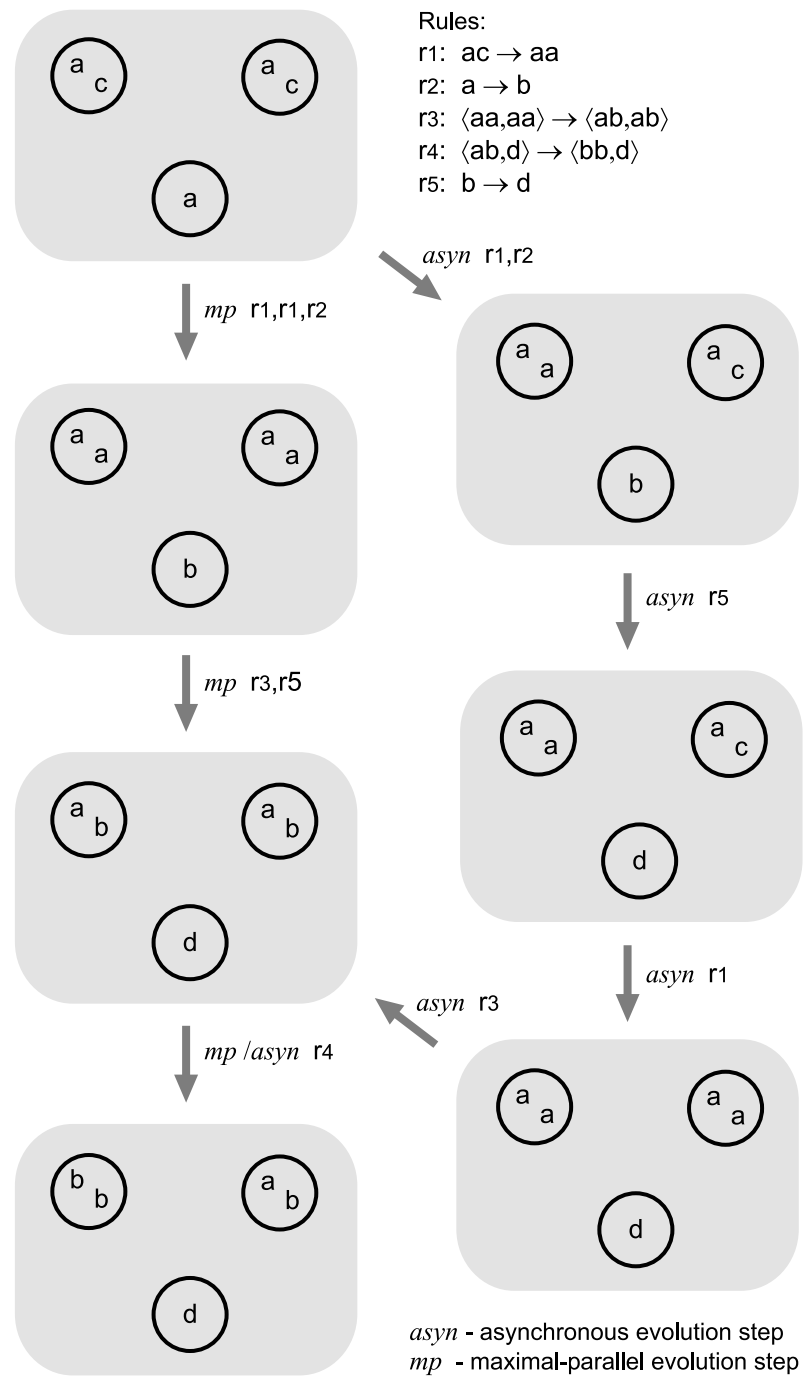 Rules:
r1: ac → aa
r2: a → b
r3: ⟨aa,aa⟩ → ⟨ab,ab⟩
r4: ⟨ab,d⟩ → ⟨bb,d⟩
r5: b → d
a c
a c
a
asyn r1,r2
mp r1,r1,r2
a a
a c
b
a a
a a
b
asyn r5
mp r3,r5
a a
a c
d
a b
a b
d
asyn r1
asyn r3
mp /asyn r4
a a
a a
d
b b
a b
d
asyn - asynchronous evolution step
mp - maximal-parallel evolution step